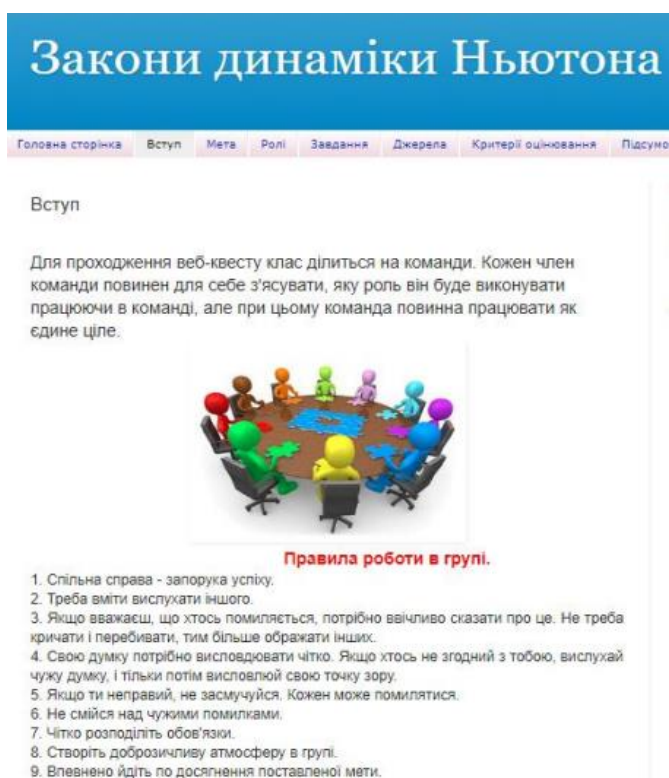 Закони динаміки Ньютона
Головна сторінка Вступ Мета Ролі Завдання Джерела Критерії оцінювання Підсумо
Вступ
Для проходження веб-квесту клас ділиться на команди. Кожен член
команди повинен для себе з'ясувати, яку роль він буде виконувати
працюючи в команді, але при цьому команда повинна працювати як
єдине ціле.
Правила роботи в групі.
1. Спільна справа - запорука успіху.
2. Треба вміти вислухати іншого.
3. Якщо вважаєш, що хтось помиляється, потрібно ввічливо сказати про це. Не треба
кричати і перебивати, тим більше ображати інших.
4. Свою думку потрібно висловдювати чітко. Якщо хтось не згодний з тобою, вислухай
чужу думку, і тільки потім висловлюй свою точку зору.
5. Якщо ти неправий, не засмучуйся. Кожен може помилятися.
6. Не смійся над чужими помилками.
7. Чітко розподіліть обов'язки.
8. Створіть доброзичливу атмосферу в групі.
9. Впевнено йдіть по досягнення поставленої мети.